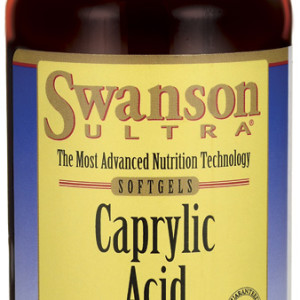 Swanson
ULTRA®
The Most Advanced Nutrition Technology
SOFTGELS
Caprylic
Acid